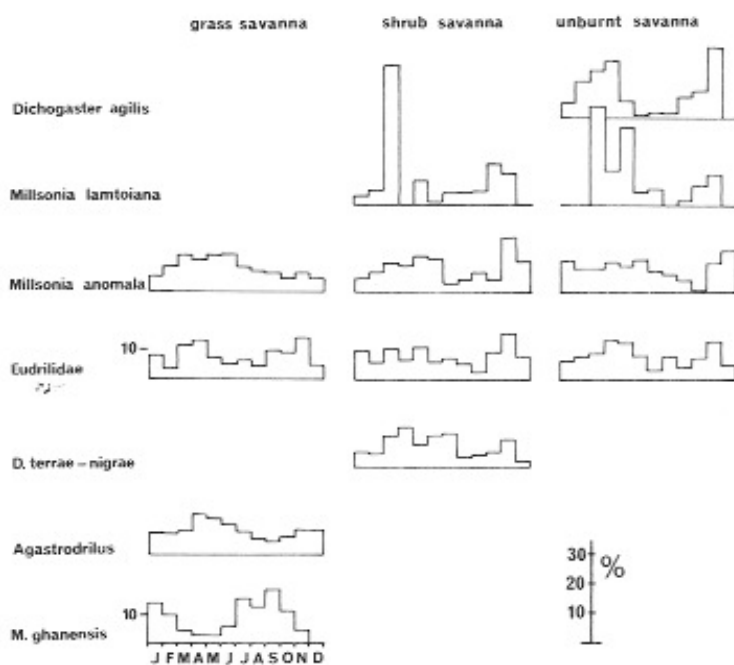 grass savanna shrub savanna unburnt savanna
Dichogaster agilis
Millsonia lamtoiana
Millsonia anomala
10
Eudrilidae
D. terrae – nigrae
Agastrodrilus
30
20 %
10
10
M. ghanensis
J F M A M J J A S O N D